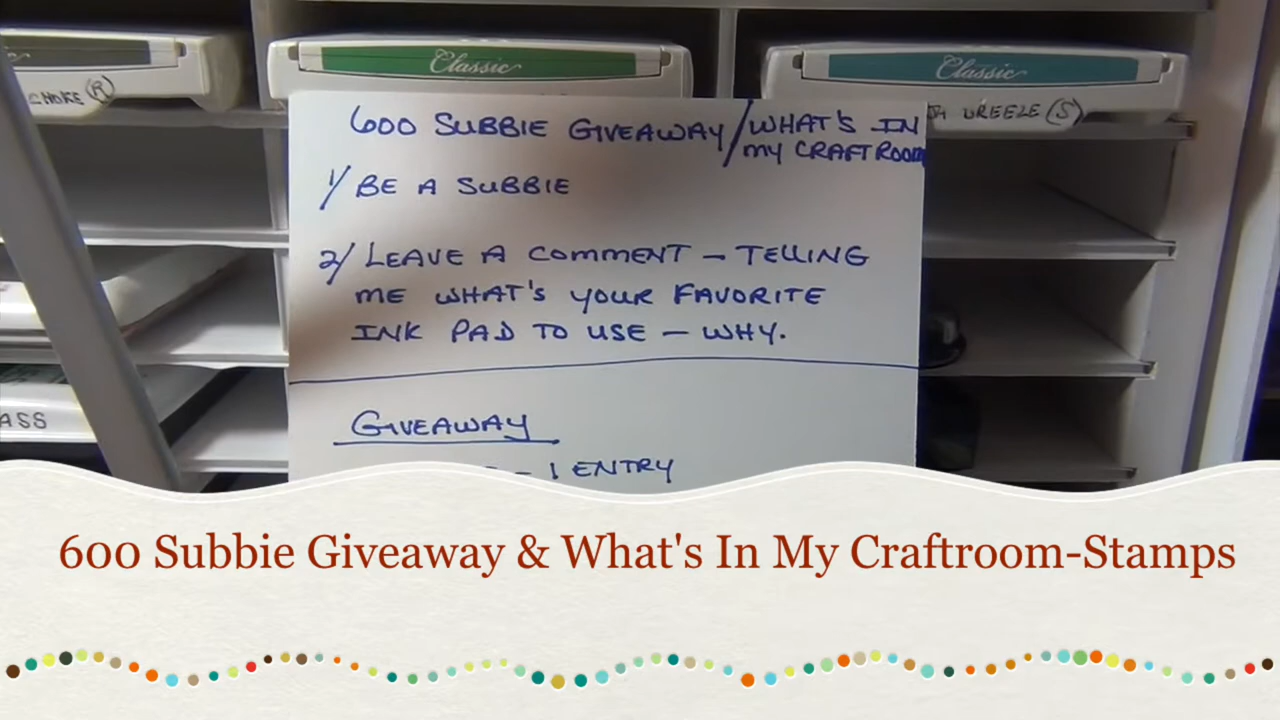 Classic
Classic
(R)
(S)
600 SUBBIE GIVEAWAY/WHAT'S IN
MY CRAFTROOM
1/ BE A SUBBIE
2/ LEAVE A COMMENT - TELLING
ME WHAT'S YOUR FAVORITE
INK PAD TO USE - WHY.
ASS
GIVEAWAY
- 1 ENTRY
600 Subbie Giveaway & What's In My Craftroom-Stamps